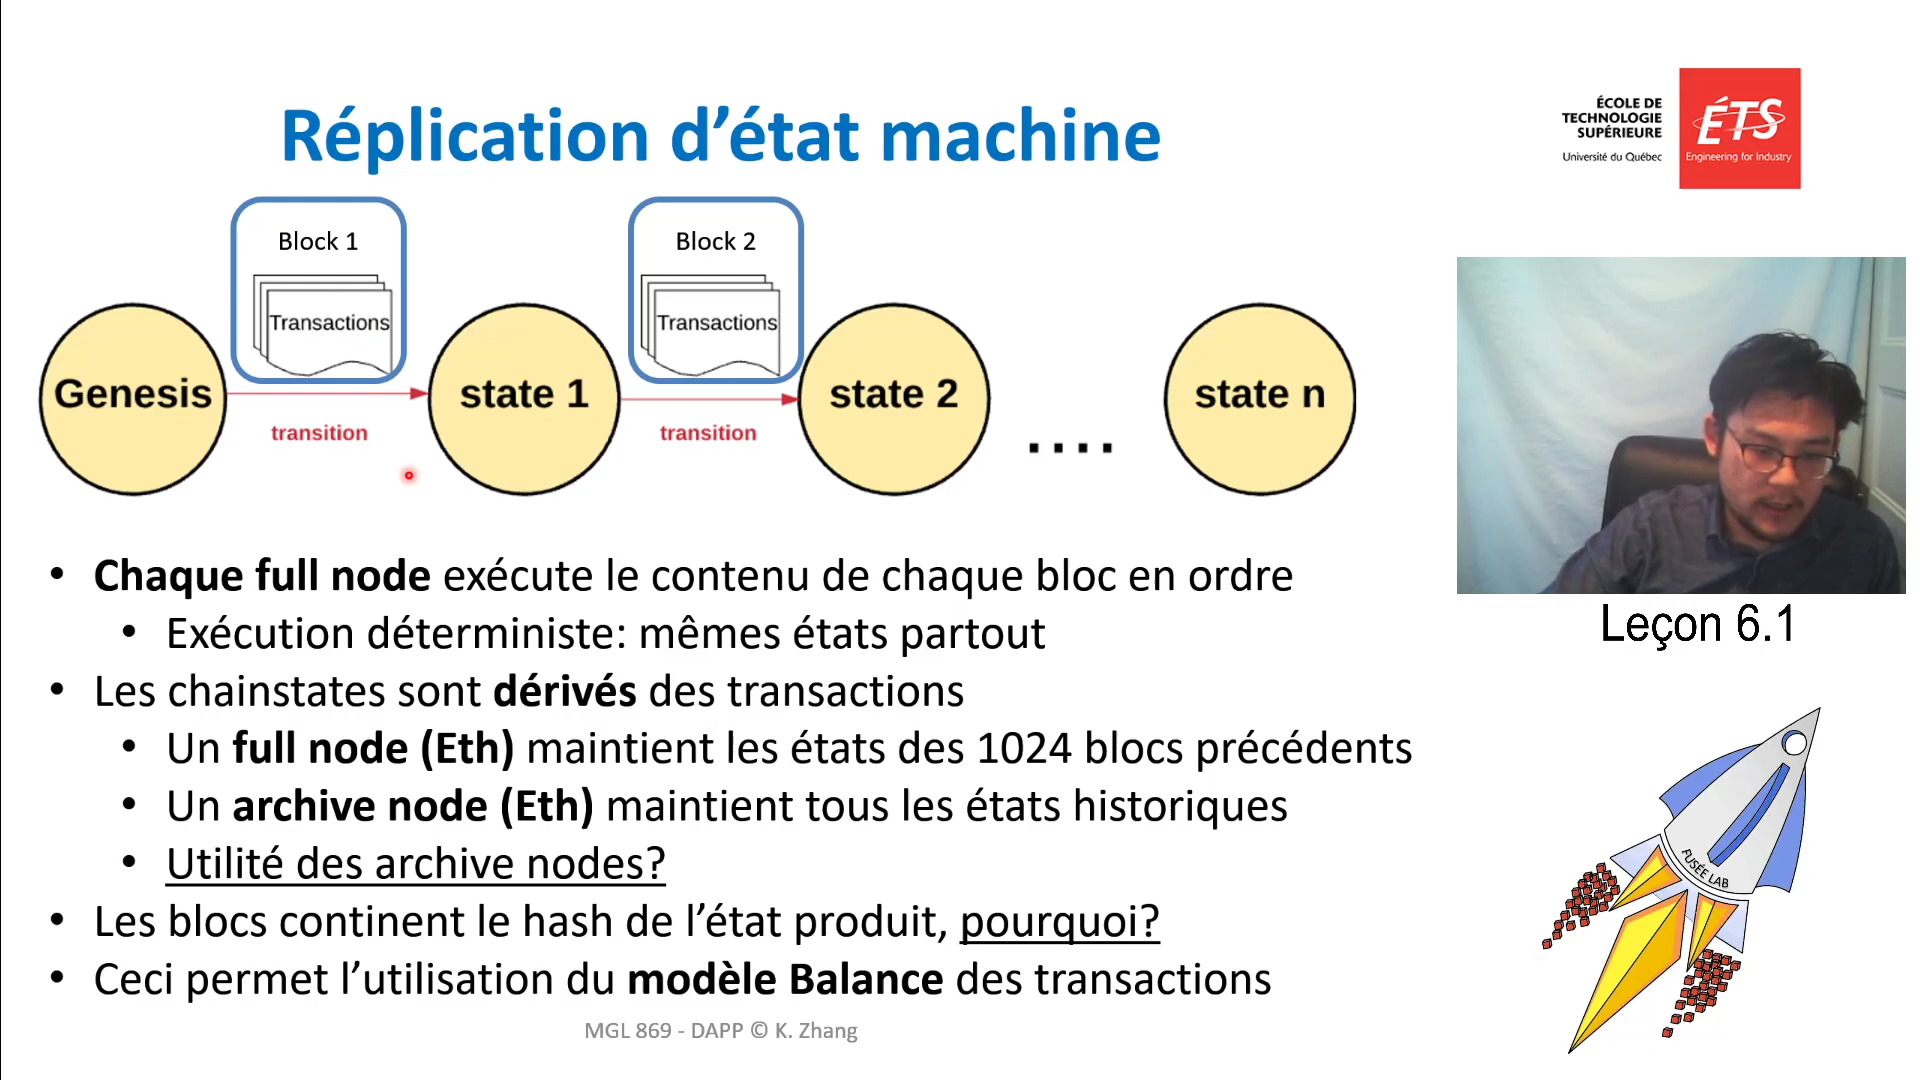 Réplication d’état machine
ÉCOLE DE
TECHNOLOGIE
SUPÉRIEURE
Université du Québec
ÉTS
Engineering for Industry
Block 1
Transactions
Block 2
Transactions
Genesis
transition
state 1
transition
state 2
....
state n
• Chaque full node exécute le contenu de chaque bloc en ordre
• Exécution déterministe: mêmes états partout
• Les chainstates sont dérivés des transactions
• Un full node (Eth) maintient les états des 1024 blocs précédents
• Un archive node (Eth) maintient tous les états historiques
• Utilité des archive nodes?
• Les blocs continent le hash de l’état produit, pourquoi?
• Ceci permet l’utilisation du modèle Balance des transactions
MGL 869 - DAPP © K. Zhang
Leçon 6.1
FUSÉE LAB